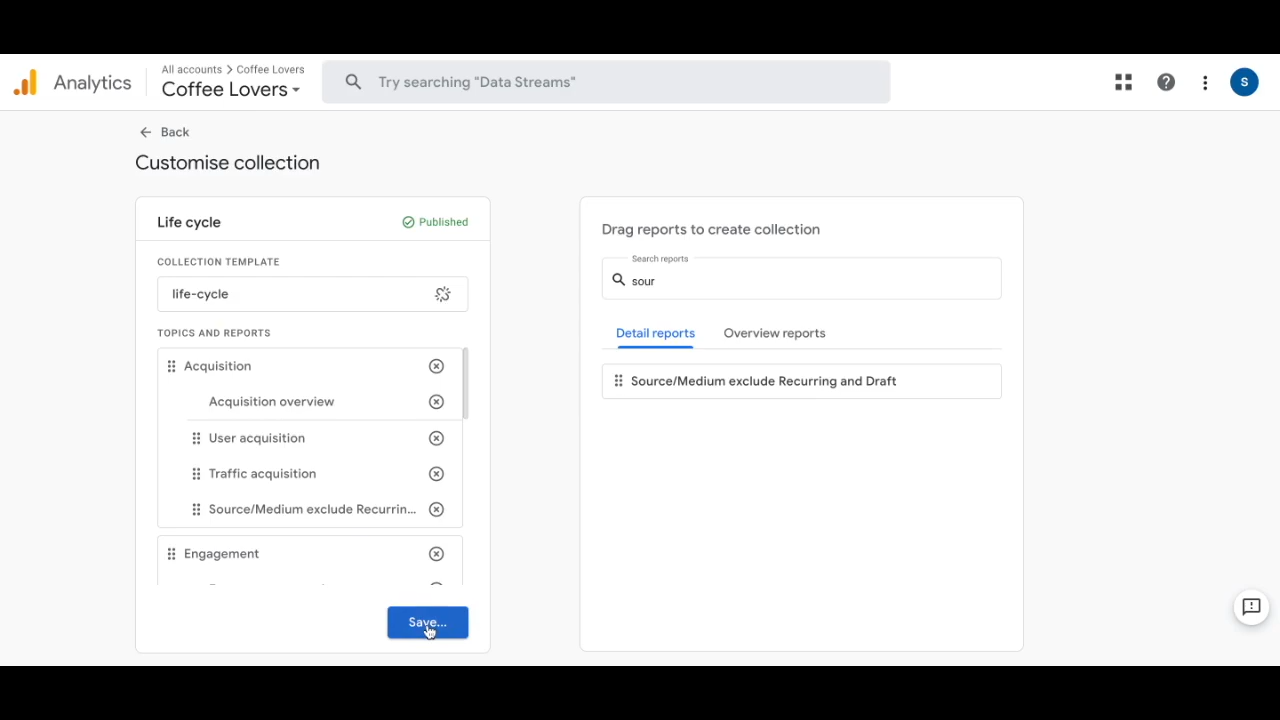 Analytics
All accounts > Coffee Lovers
Coffee Lovers
Try searching "Data Streams"
S
Back
Customise collection
Life cycle
Published
COLLECTION TEMPLATE
life-cycle
TOPICS AND REPORTS
Acquisition
Acquisition overview
User acquisition
Traffic acquisition
Source/Medium exclude Recurrin...
Engagement
Save...
Drag reports to create collection
Search reports
sour
Detail reports
Overview reports
Source/Medium exclude Recurring and Draft